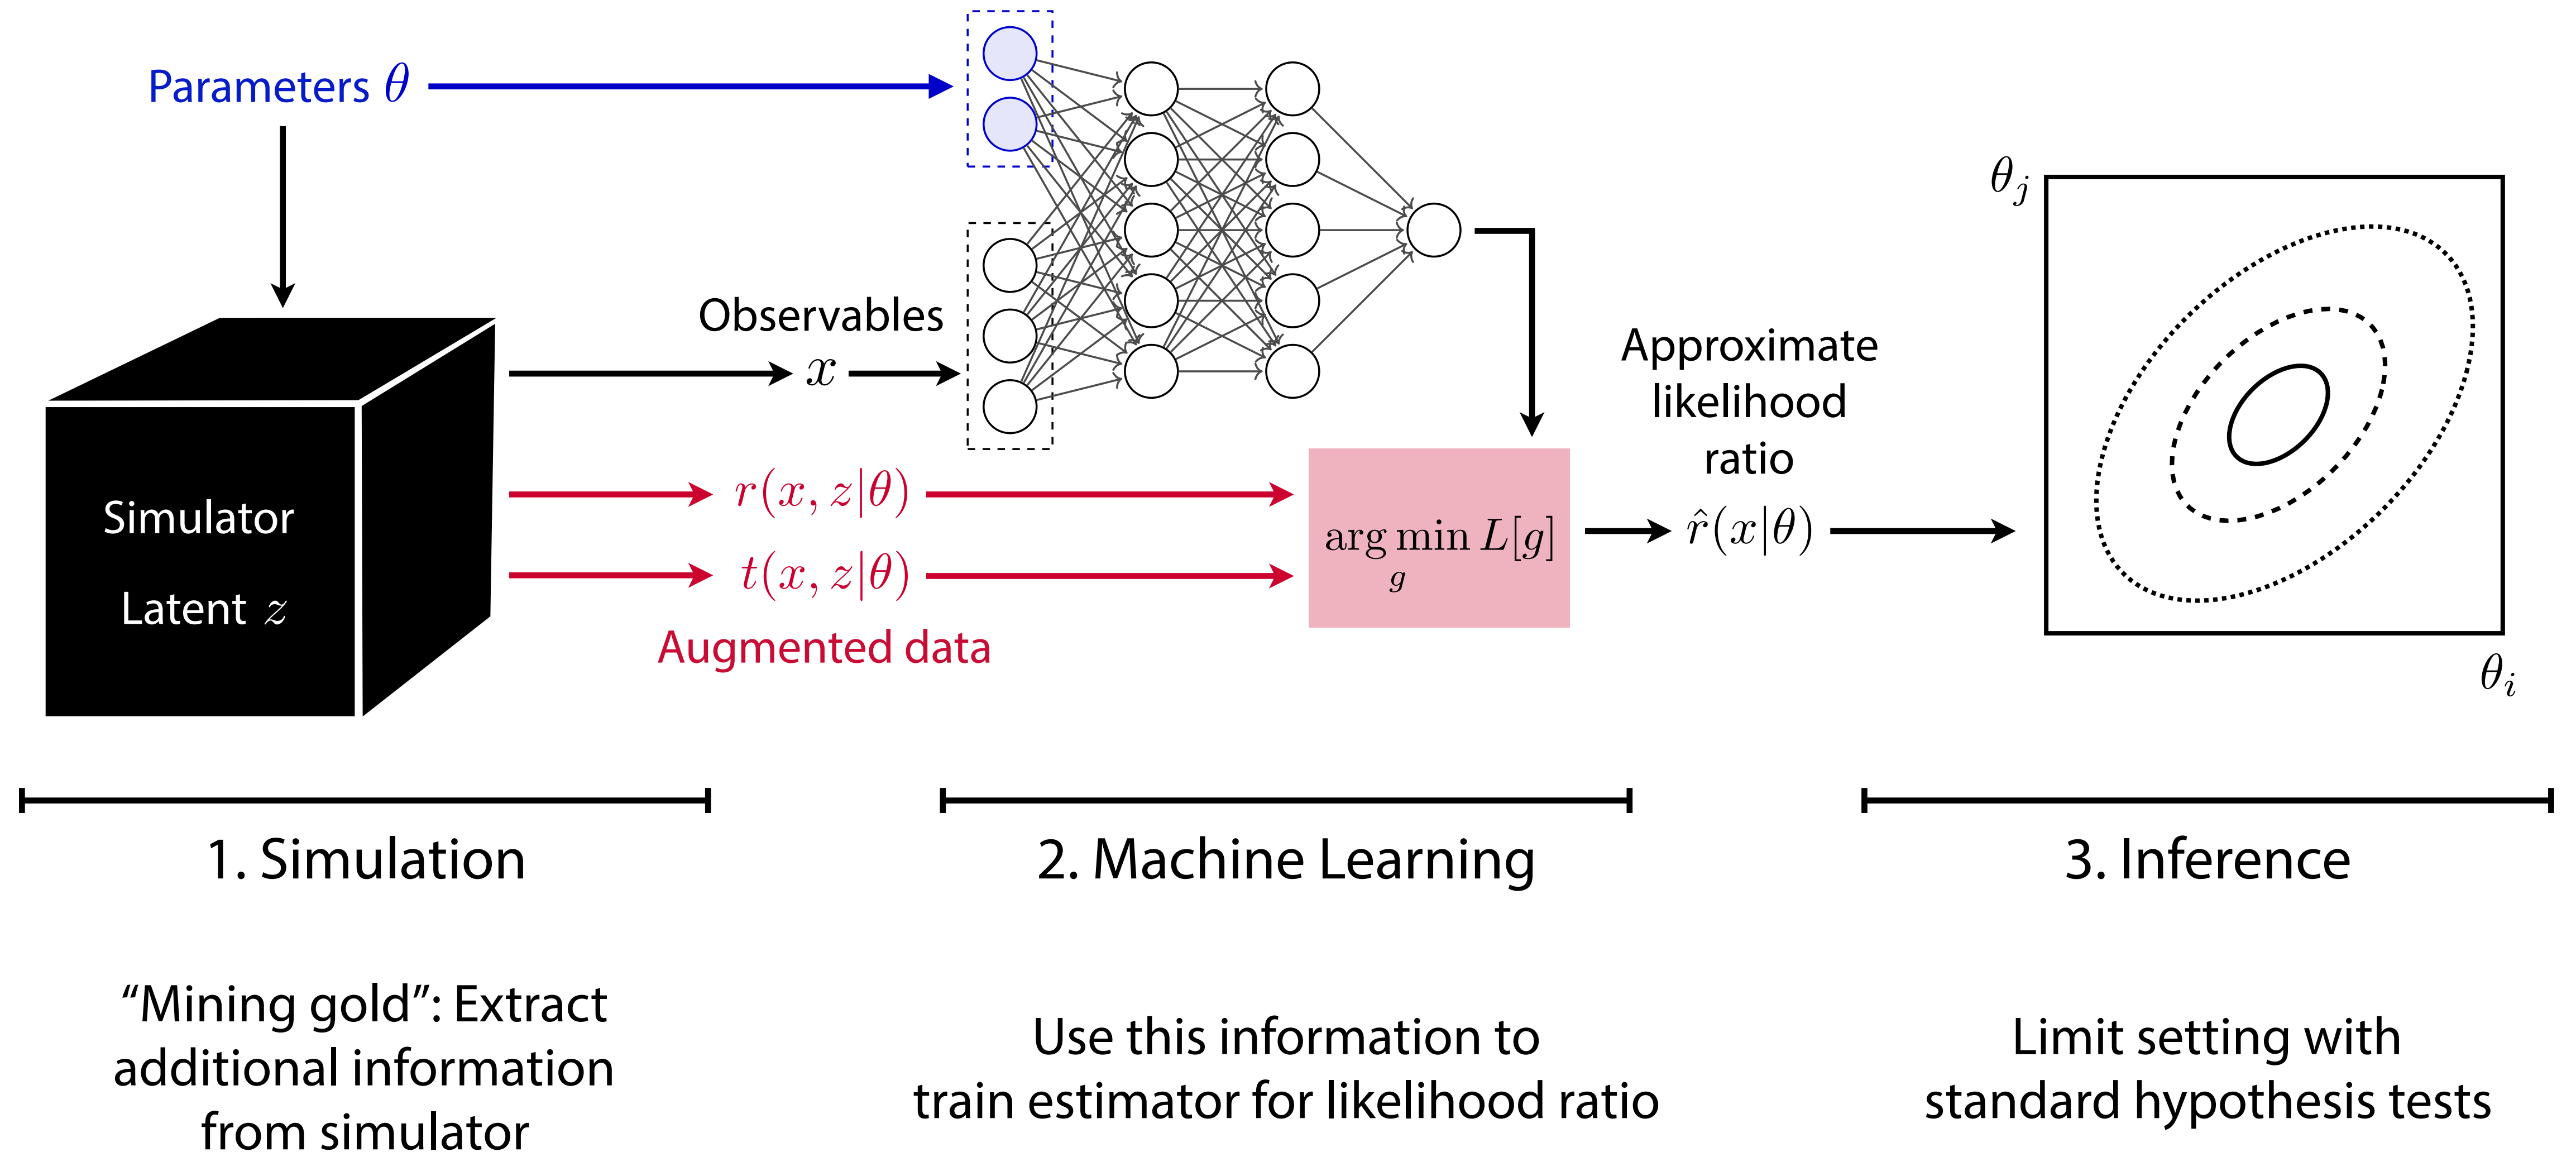 Parameters θ
Observables
x
Simulator
Latent z
r(x, z|θ)
t(x, z|θ)
Augmented data
arg min L[g]
g
Approximate
likelihood
ratio
r̂(x|θ)
θj
θi
1. Simulation
“Mining gold”: Extract
additional information
from simulator
2. Machine Learning
Use this information to
train estimator for likelihood ratio
3. Inference
Limit setting with
standard hypothesis tests